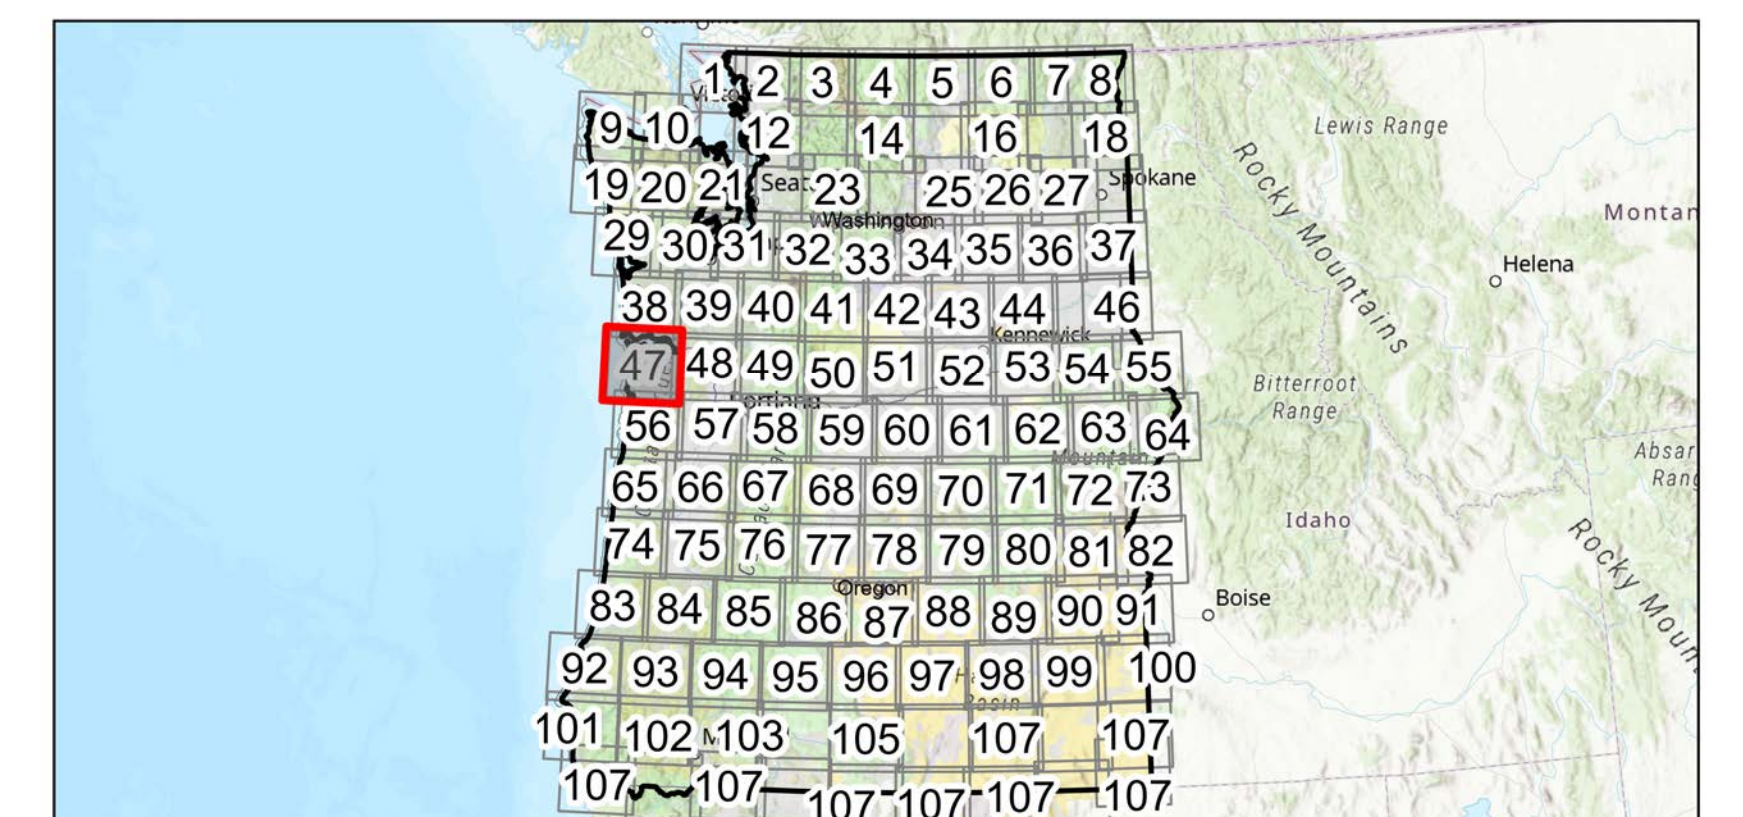 1 2 3 4 5 6 7 8
Lewis Range
9 10 12 14 16 18
Rocky Mountains
19 20 21 23 25 26 27
Spokane
Washington
29 30 31 32 33 34 35 36 37
Helena
38 39 40 41 42 43 44 46
Kennewick
47 48 49 50 51 52 53 54 55
Bitterroot
Range
Portland
56 57 58 59 60 61 62 63 64
Mountain
65 66 67 68 69 70 71 72 73
Idaho
74 75 76 77 78 79 80 81 82
Oregon
Boise
83 84 85 86 87 88 89 90 91
92 93 94 95 96 97 98 99 100
Basin
101 102 103 105 107 107
107 107 107 107 107 107